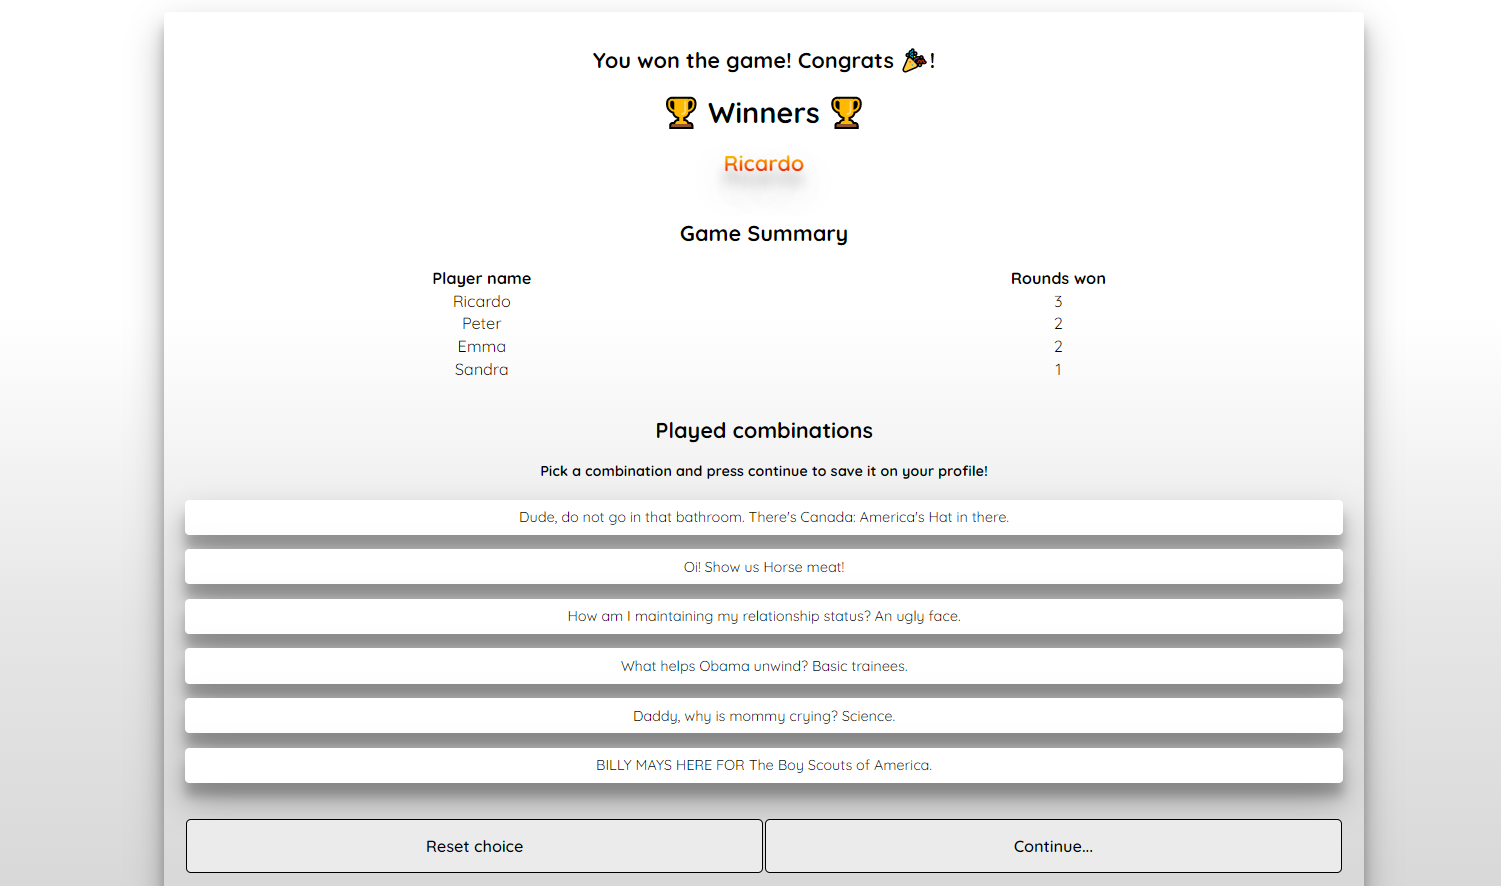 You won the game! Congrats 🎉!
🏆 Winners 🏆
Ricardo
Game Summary
Player name Rounds won
Ricardo 3
Peter 2
Emma 2
Sandra 1
Played combinations
Pick a combination and press continue to save it on your profile!
Dude, do not go in that bathroom. There's Canada: America's Hat in there.
Oi! Show us Horse meat!
How am I maintaining my relationship status? An ugly face.
What helps Obama unwind? Basic trainees.
Daddy, why is mommy crying? Science.
BILLY MAYS HERE FOR The Boy Scouts of America.
Reset choice Continue...